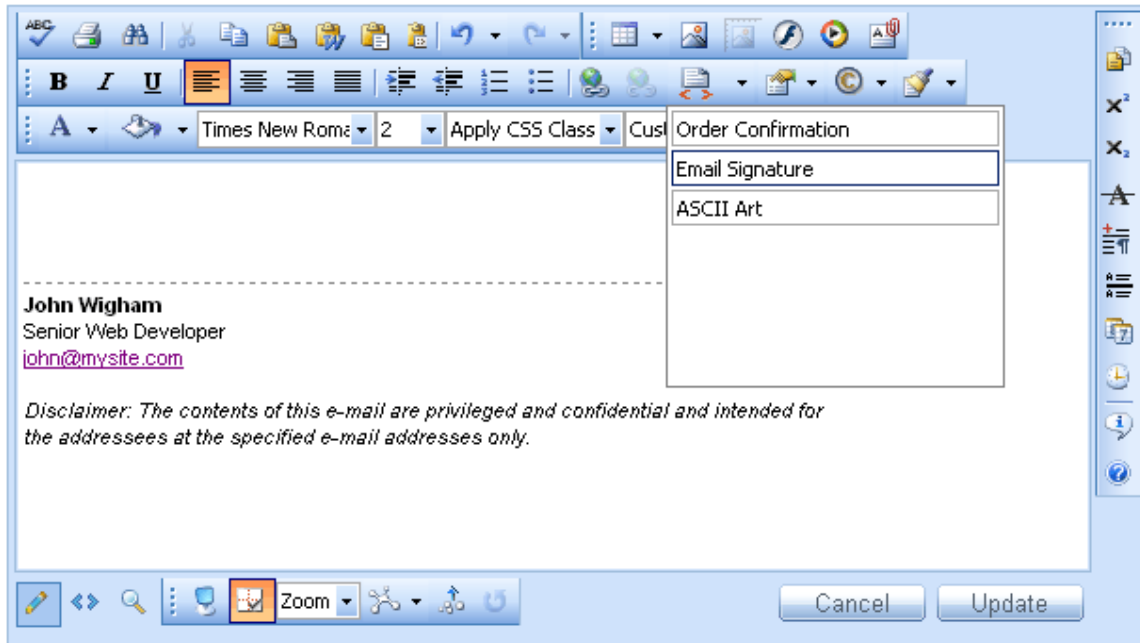 ABC
B I U
A Times New Roma 2 Apply CSS Class Cust
Order Confirmation
Email Signature
ASCII Art
John Wigham
Senior Web Developer
john@mysite.com
Disclaimer: The contents of this e-mail are privileged and confidential and intended for
the addressees at the specified e-mail addresses only.
Zoom
Cancel Update